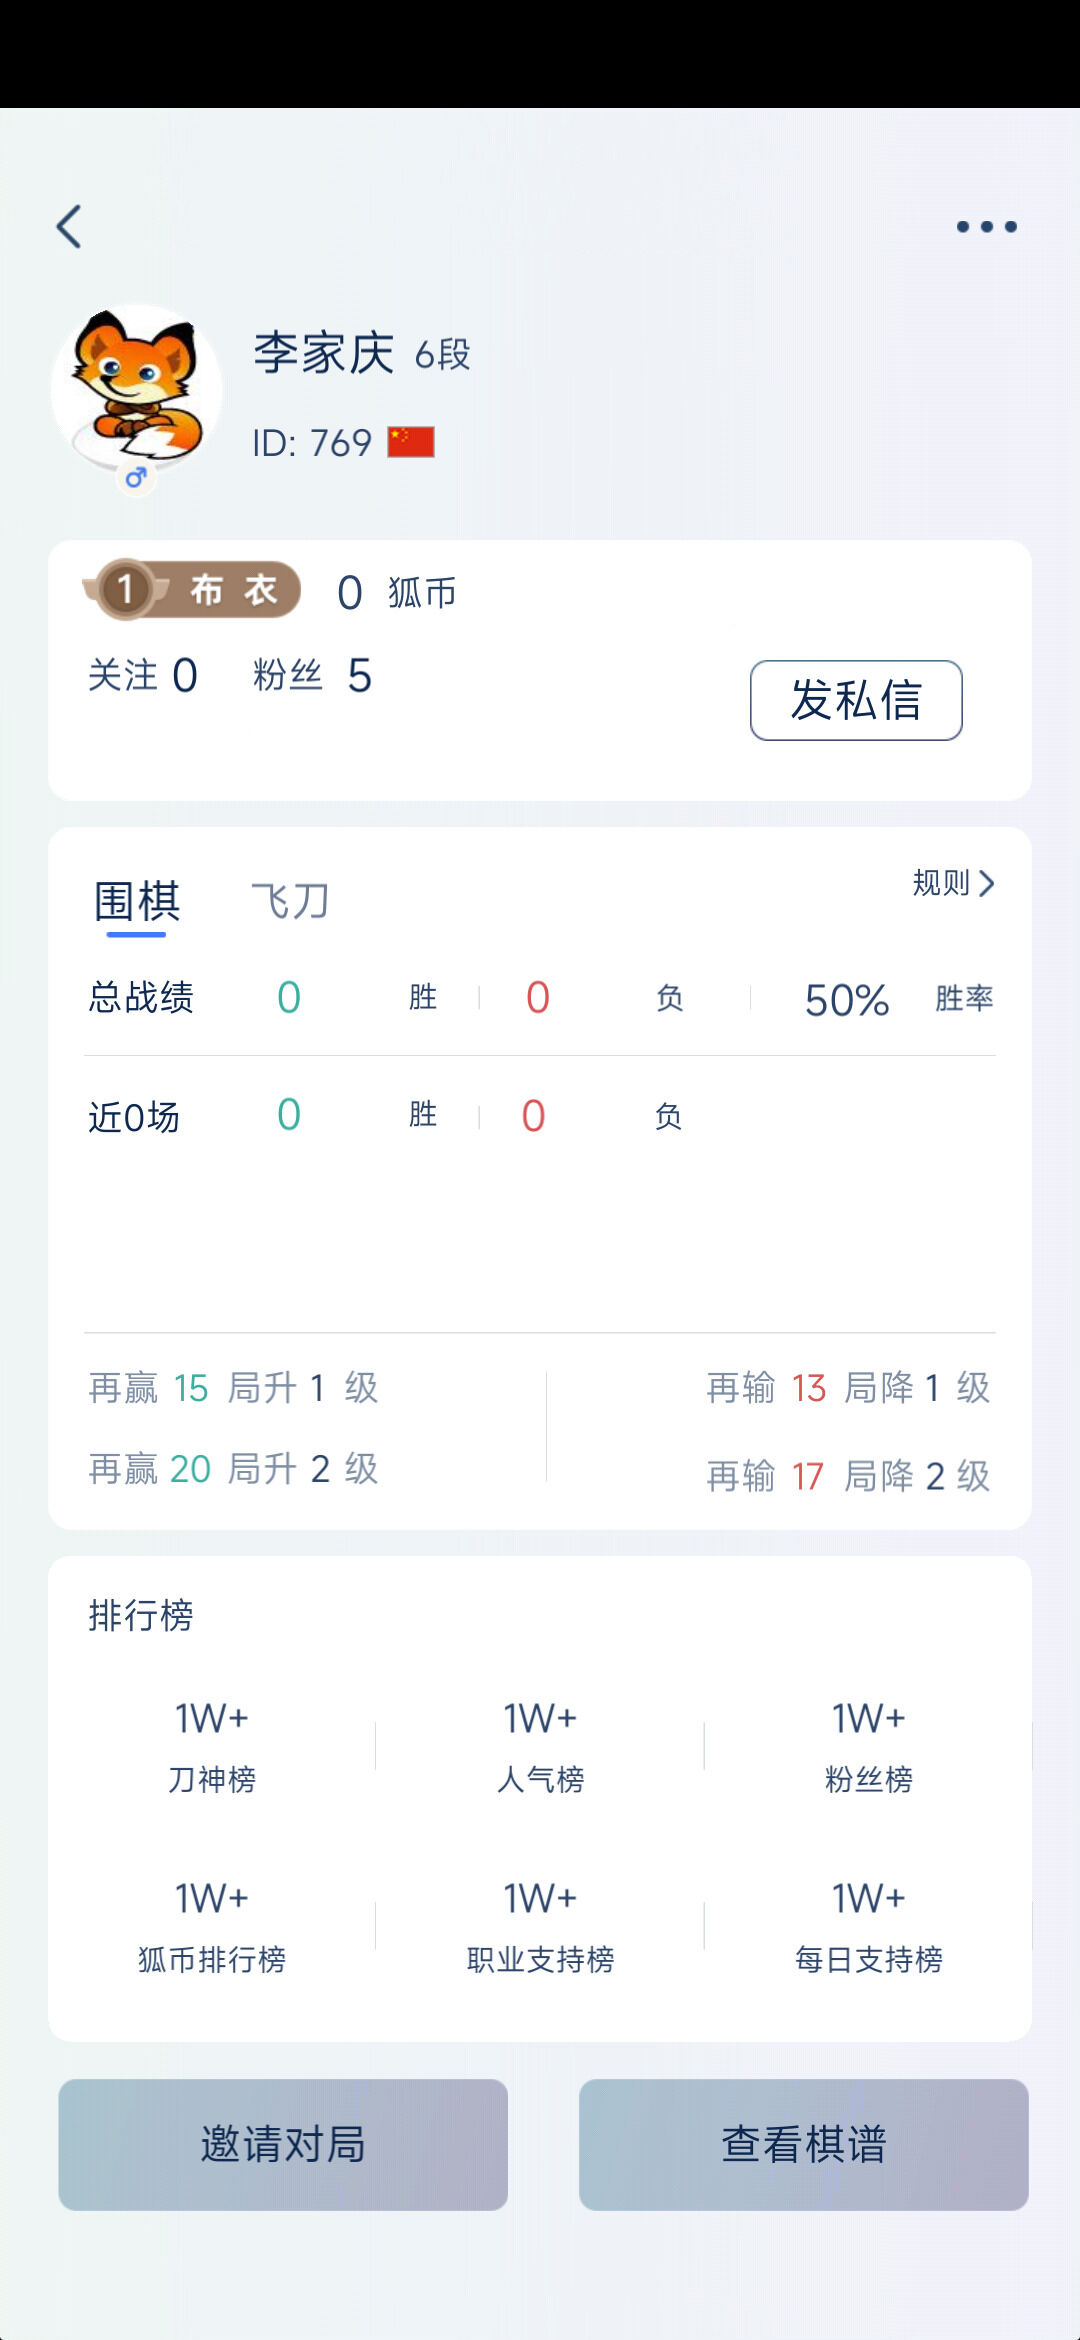 李家庆 6段
ID: 769
1 布衣 0 狐币
关注 0 粉丝 5
发私信
围棋 飞刀 规则
总战绩 0 胜 0 负 50% 胜率
近0场 0 胜 0 负
再赢 15 局升 1 级 再输 13 局降 1 级
再赢 20 局升 2 级 再输 17 局降 2 级
排行榜
1W+ 1W+ 1W+
刀神榜 人气榜 粉丝榜
1W+ 1W+ 1W+
狐币排行榜 职业支持榜 每日支持榜
邀请对局 查看棋谱